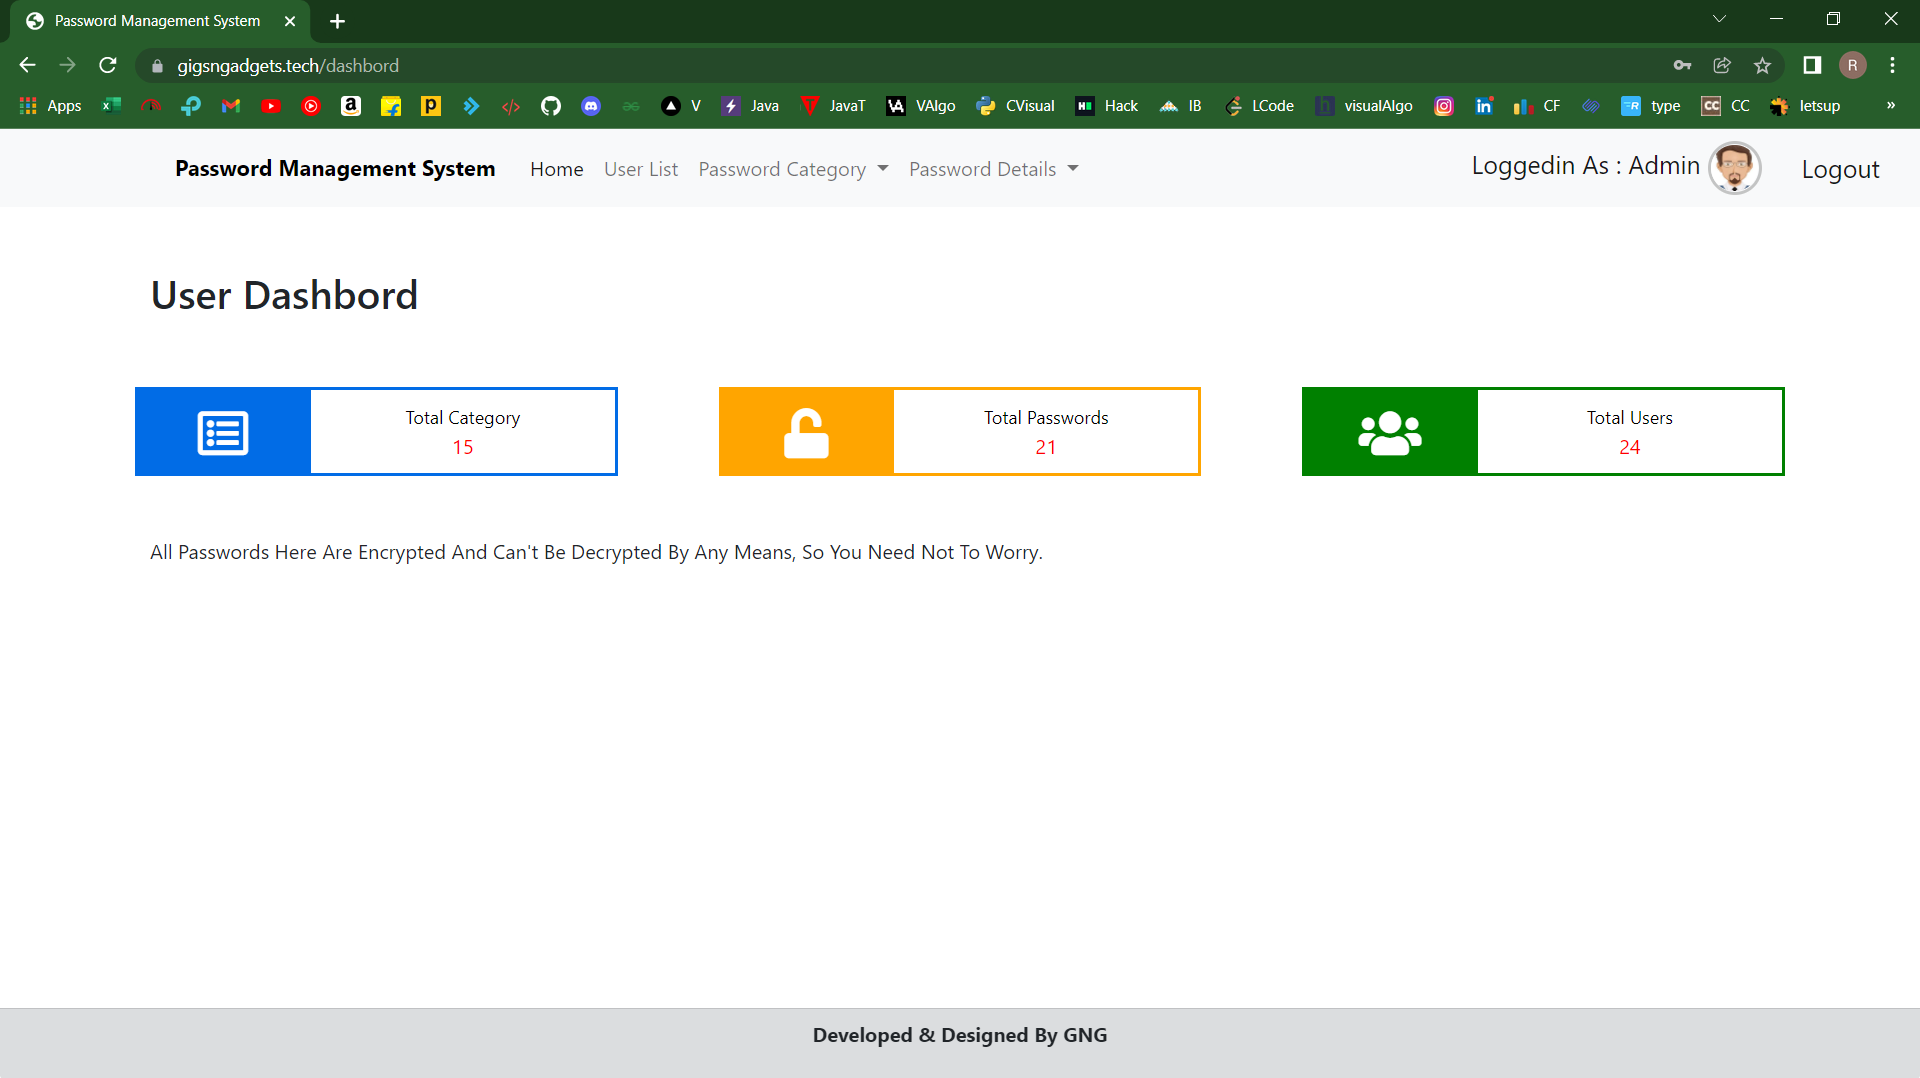 Password Management System
gigsngadgets.tech/dashbord
R
Apps V Java JavaT VAlgo CVisual Hack IB LCode visualAlgo CF type CC letsup »
Password Management System Home User List Password Category Password Details Loggedin As : Admin Logout
User Dashbord
Total Category
15
Total Passwords
21
Total Users
24
All Passwords Here Are Encrypted And Can't Be Decrypted By Any Means, So You Need Not To Worry.
Developed & Designed By GNG